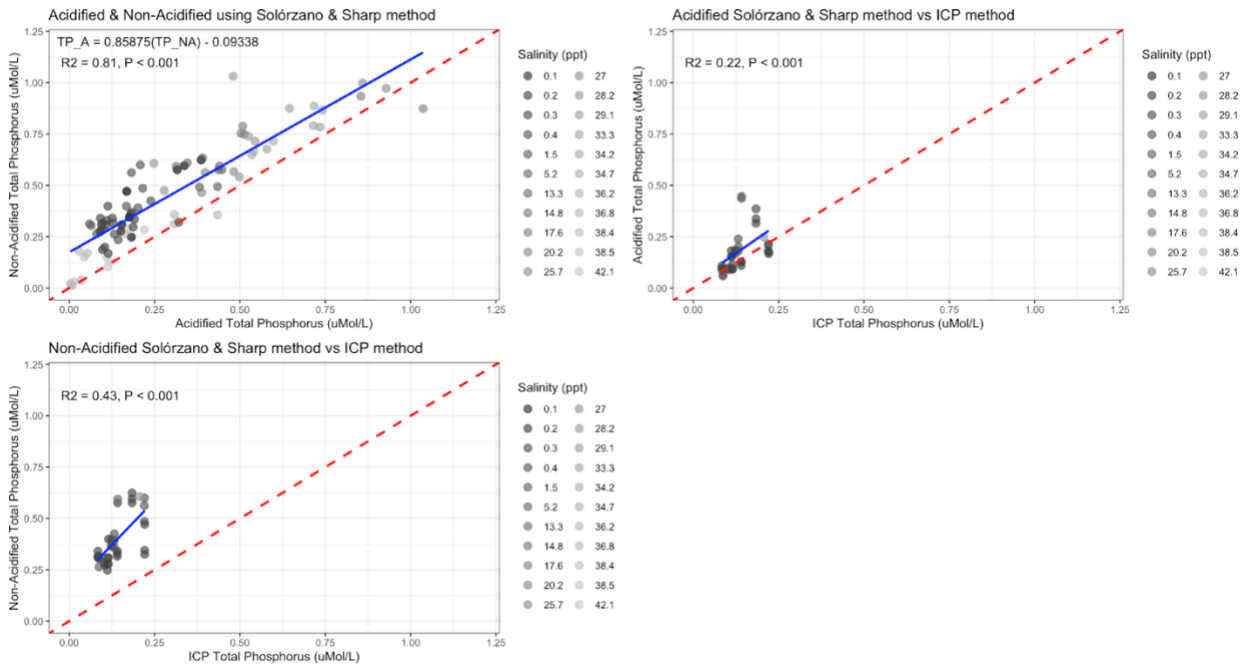 Acidified & Non-Acidified using Solórzano & Sharp method
TP_A = 0.85875(TP_NA) - 0.09338
R2 = 0.81, P < 0.001
Non-Acidified Total Phosphorus (uMol/L)
1.25
1.00
0.75
0.50
0.25
0.00
0.00 0.25 0.50 0.75 1.00 1.25
Acidified Total Phosphorus (uMol/L)
Salinity (ppt)
0.1 27
0.2 28.2
0.3 29.1
0.4 33.3
1.5 34.2
5.2 34.7
13.3 36.2
14.8 36.8
17.6 38.4
20.2 38.5
25.7 42.1
Acidified Solórzano & Sharp method vs ICP method
R2 = 0.22, P < 0.001
Acidified Total Phosphorus (uMol/L)
1.25
1.00
0.75
0.50
0.25
0.00
0.00 0.25 0.50 0.75 1.00 1.25
ICP Total Phosphorus (uMol/L)
Salinity (ppt)
0.1 27
0.2 28.2
0.3 29.1
0.4 33.3
1.5 34.2
5.2 34.7
13.3 36.2
14.8 36.8
17.6 38.4
20.2 38.5
25.7 42.1
Non-Acidified Solórzano & Sharp method vs ICP method
R2 = 0.43, P < 0.001
Non-Acidified Total Phosphorus (uMol/L)
1.25
1.00
0.75
0.50
0.25
0.00
0.00 0.25 0.50 0.75 1.00 1.25
ICP Total Phosphorus (uMol/L)
Salinity (ppt)
0.1 27
0.2 28.2
0.3 29.1
0.4 33.3
1.5 34.2
5.2 34.7
13.3 36.2
14.8 36.8
17.6 38.4
20.2 38.5
25.7 42.1